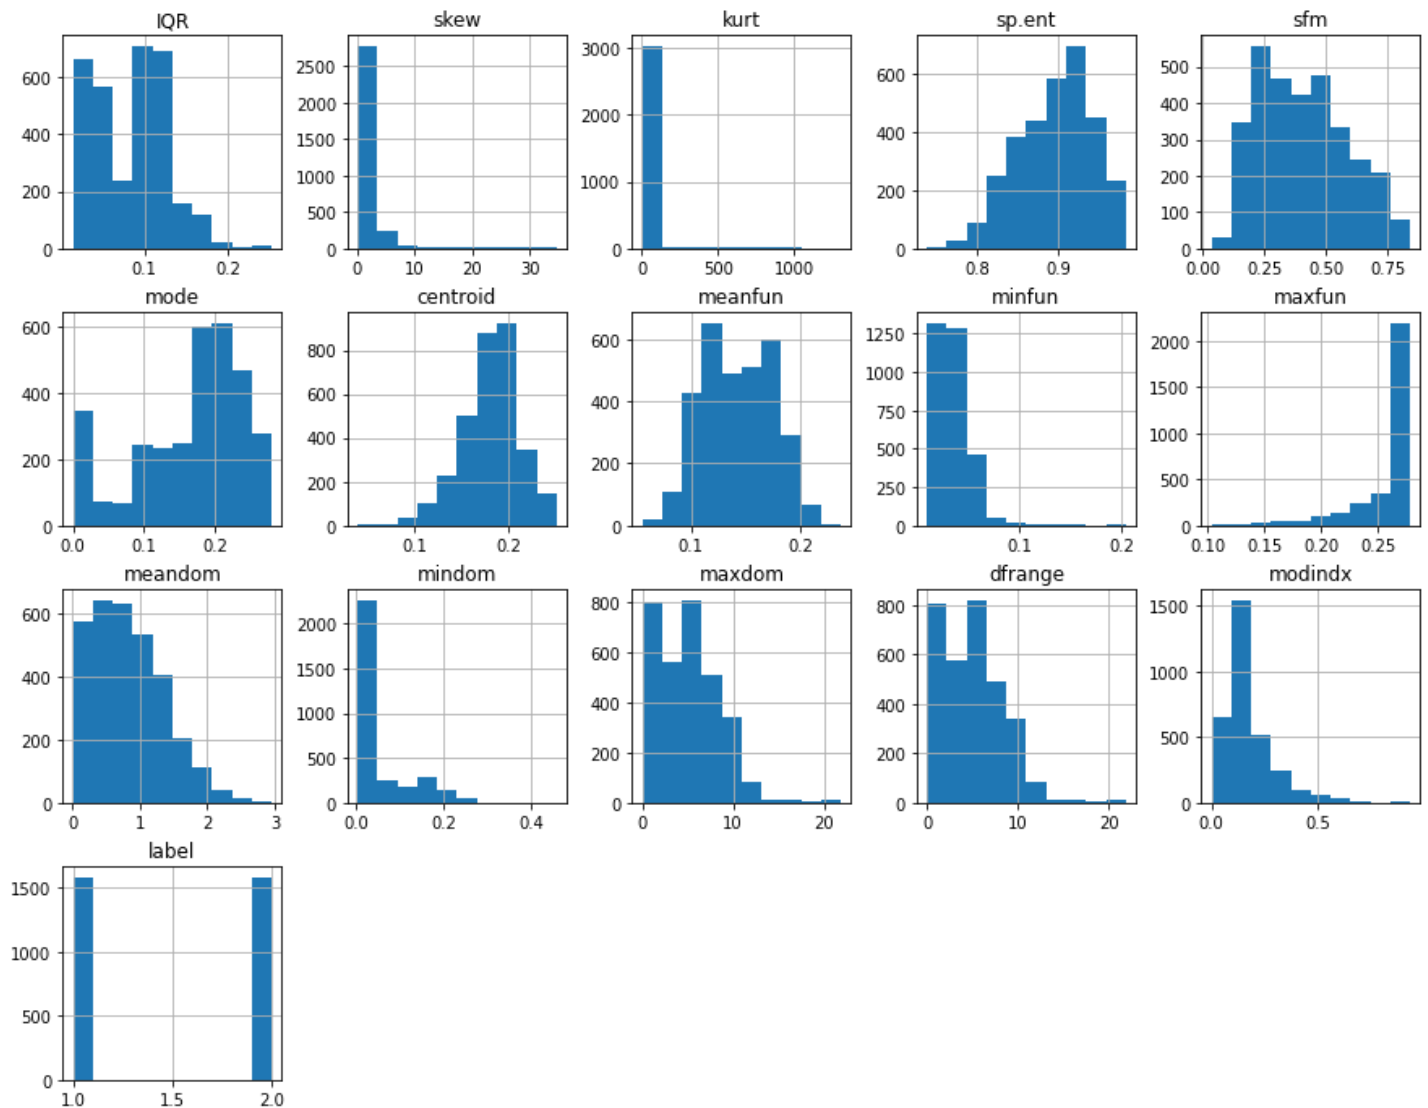 IQR skew kurt sp.ent sfm
600 400 200 0 0.1 0.2
2500 2000 1500 1000 500 0 0 10 20 30
3000 2000 1000 0 0 500 1000
600 400 200 0 0.8 0.9
500 400 300 200 100 0 0.00 0.25 0.50 0.75
mode centroid meanfun minfun maxfun
600 400 200 0 0.0 0.1 0.2
800 600 400 200 0 0.1 0.2
600 400 200 0 0.1 0.2
1250 1000 750 500 250 0 0.1 0.2
2000 1500 1000 500 0 0.10 0.15 0.20 0.25
meandom mindom maxdom dfrange modindx
600 400 200 0 0 1 2 3
2000 1500 1000 500 0 0.0 0.2 0.4
800 600 400 200 0 0 10 20
800 600 400 200 0 0 10 20
1500 1000 500 0 0.0 0.5
label
1500 1000 500 0 1.0 1.5 2.0